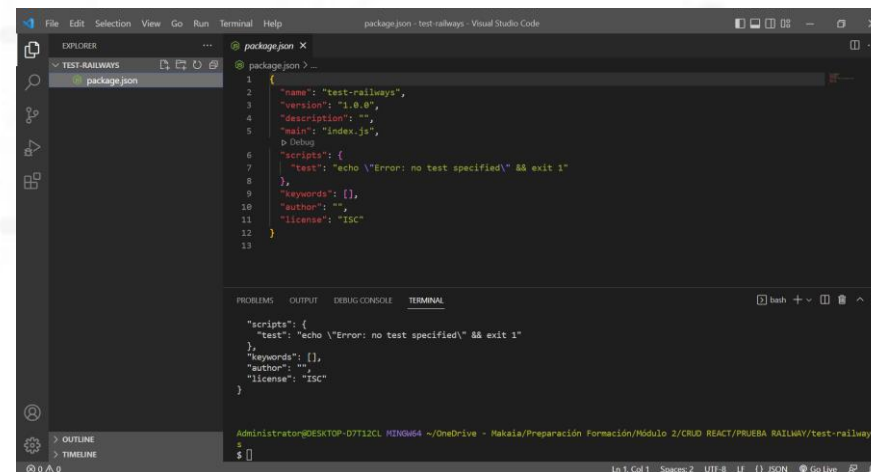 File Edit Selection View Go Run Terminal Help
package.json - test-railways - Visual Studio Code
EXPLORER
TEST-RAILWAYS
package.json
OUTLINE
TIMELINE
package.json
package.json > ...
1 {
2 "name": "test-railways",
3 "version": "1.0.0",
4 "description": "",
5 "main": "index.js",
Debug
6 "scripts": {
7 "test": "echo \"Error: no test specified\" && exit 1"
8 },
9 "keywords": [],
10 "author": "",
11 "license": "ISC"
12 }
13
PROBLEMS OUTPUT DEBUG CONSOLE TERMINAL
bash
"scripts": {
"test": "echo \"Error: no test specified\" && exit 1"
},
"keywords": [],
"author": "",
"license": "ISC"
}
Administrator@DESKTOP-D7T12CL MINGW64 ~/OneDrive - Makaia/Preparación Formación/Módulo 2/CRUD REACT/PRUEBA RAILWAY/test-railway
s
$
0 0
Ln 1, Col 1 Spaces: 2 UTF-8 LF {} JSON Go Live